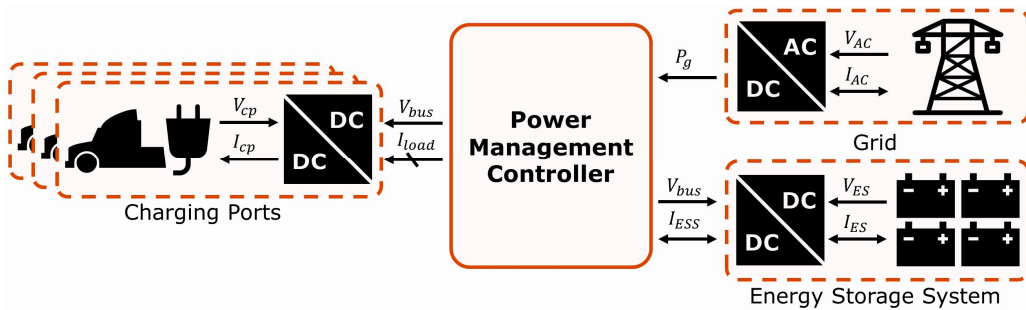 V_cp
I_cp
DC
DC
V_bus
I_load
Charging Ports
Power
Management
Controller
P_g
AC
DC
V_AC
I_AC
Grid
V_bus
I_ESS
DC
DC
V_ES
I_ES
Energy Storage System